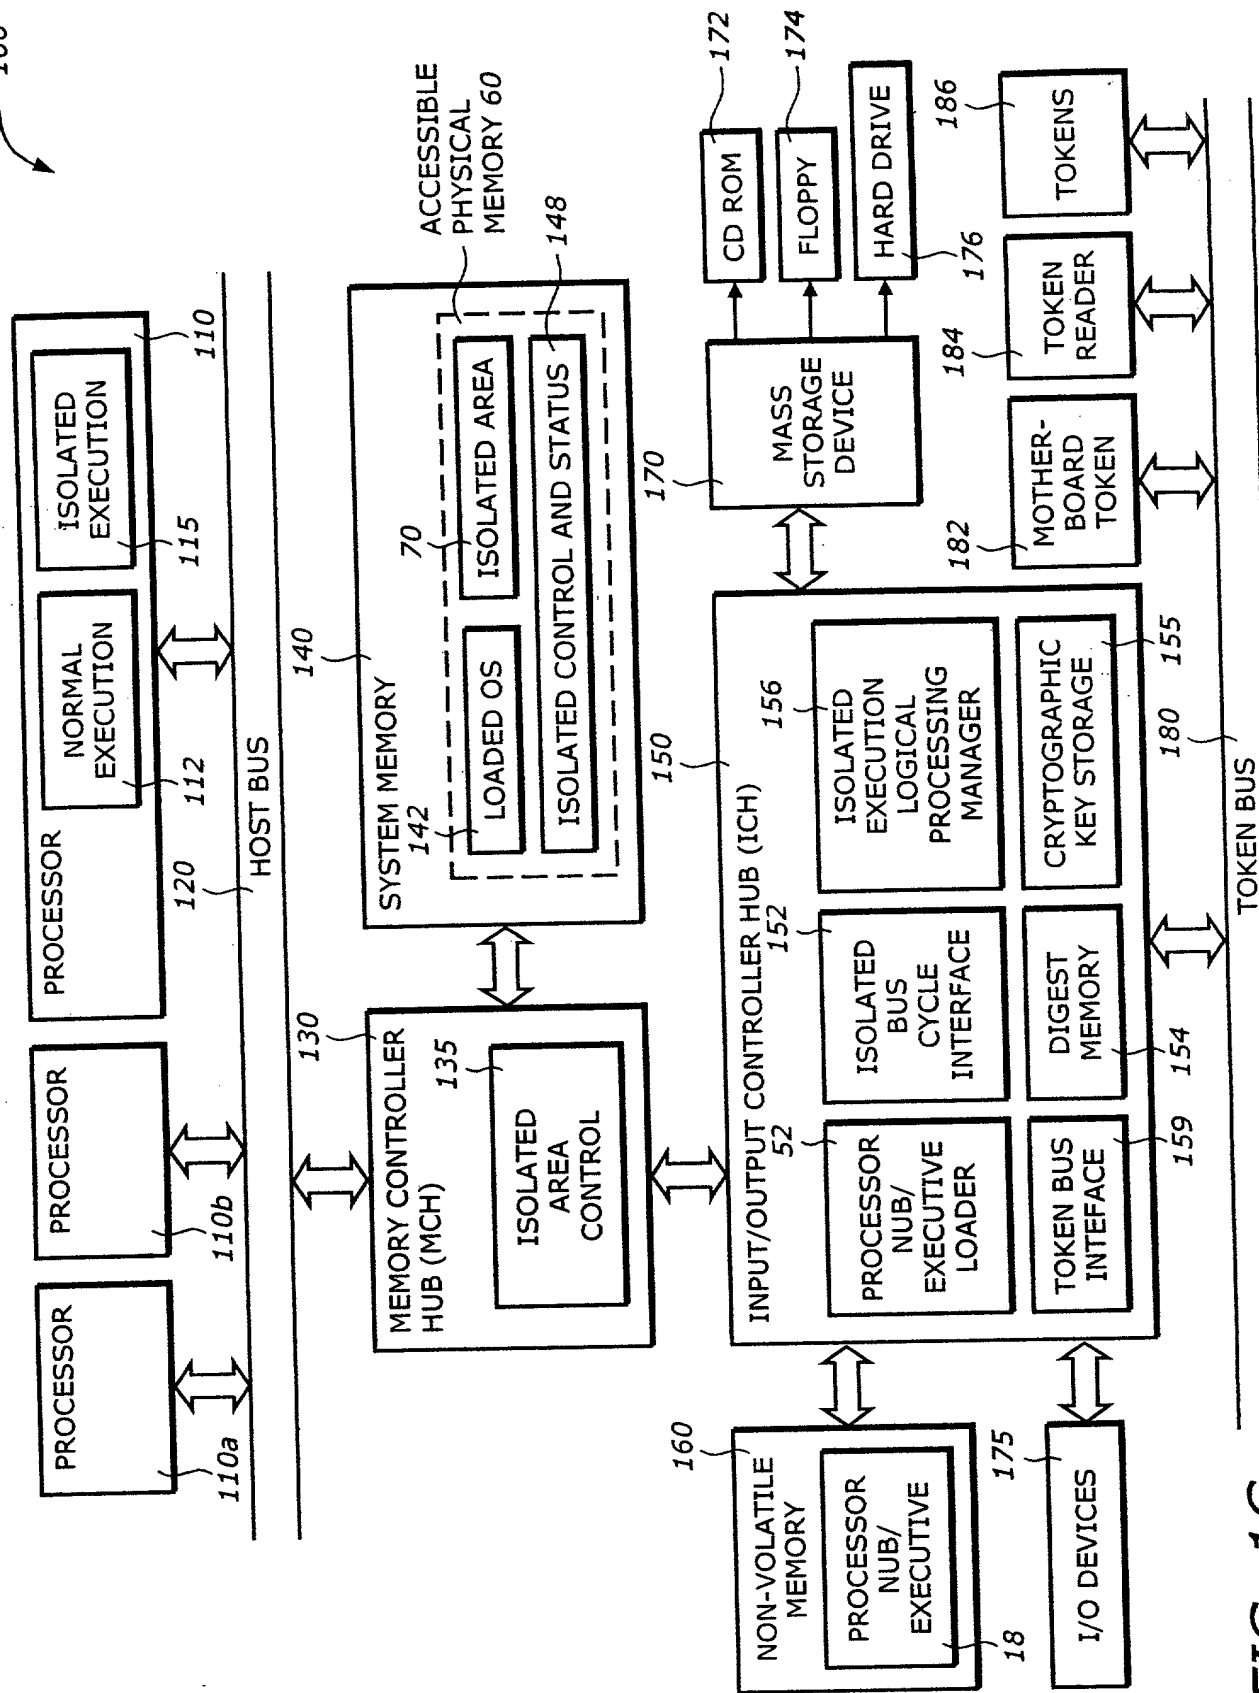 100
PROCESSOR
110a
PROCESSOR
110b
PROCESSOR
NORMAL
EXECUTION
112
ISOLATED
EXECUTION
115
110
120
HOST BUS
130
MEMORY CONTROLLER
HUB (MCH)
135
ISOLATED
AREA
CONTROL
140
SYSTEM MEMORY
142
LOADED OS
70
ISOLATED AREA
ISOLATED CONTROL AND STATUS
148
ACCESSIBLE
PHYSICAL
MEMORY 60
150
INPUT/OUTPUT CONTROLLER HUB (ICH)
52
PROCESSOR
NUB/
EXECUTIVE
LOADER
152
ISOLATED
BUS
CYCLE
INTERFACE
156
ISOLATED
EXECUTION
LOGICAL
PROCESSING
MANAGER
TOKEN BUS
INTEFACE
159
DIGEST
MEMORY
154
CRYPTOGRAPHIC
KEY STORAGE
155
160
NON-VOLATILE
MEMORY
PROCESSOR
NUB/
EXECUTIVE
18
175
I/O DEVICES
170
MASS
STORAGE
DEVICE
CD ROM
172
FLOPPY
174
HARD DRIVE
176
180
TOKEN BUS
182
MOTHER-
BOARD
TOKEN
184
TOKEN
READER
186
TOKENS
FIG. 1C